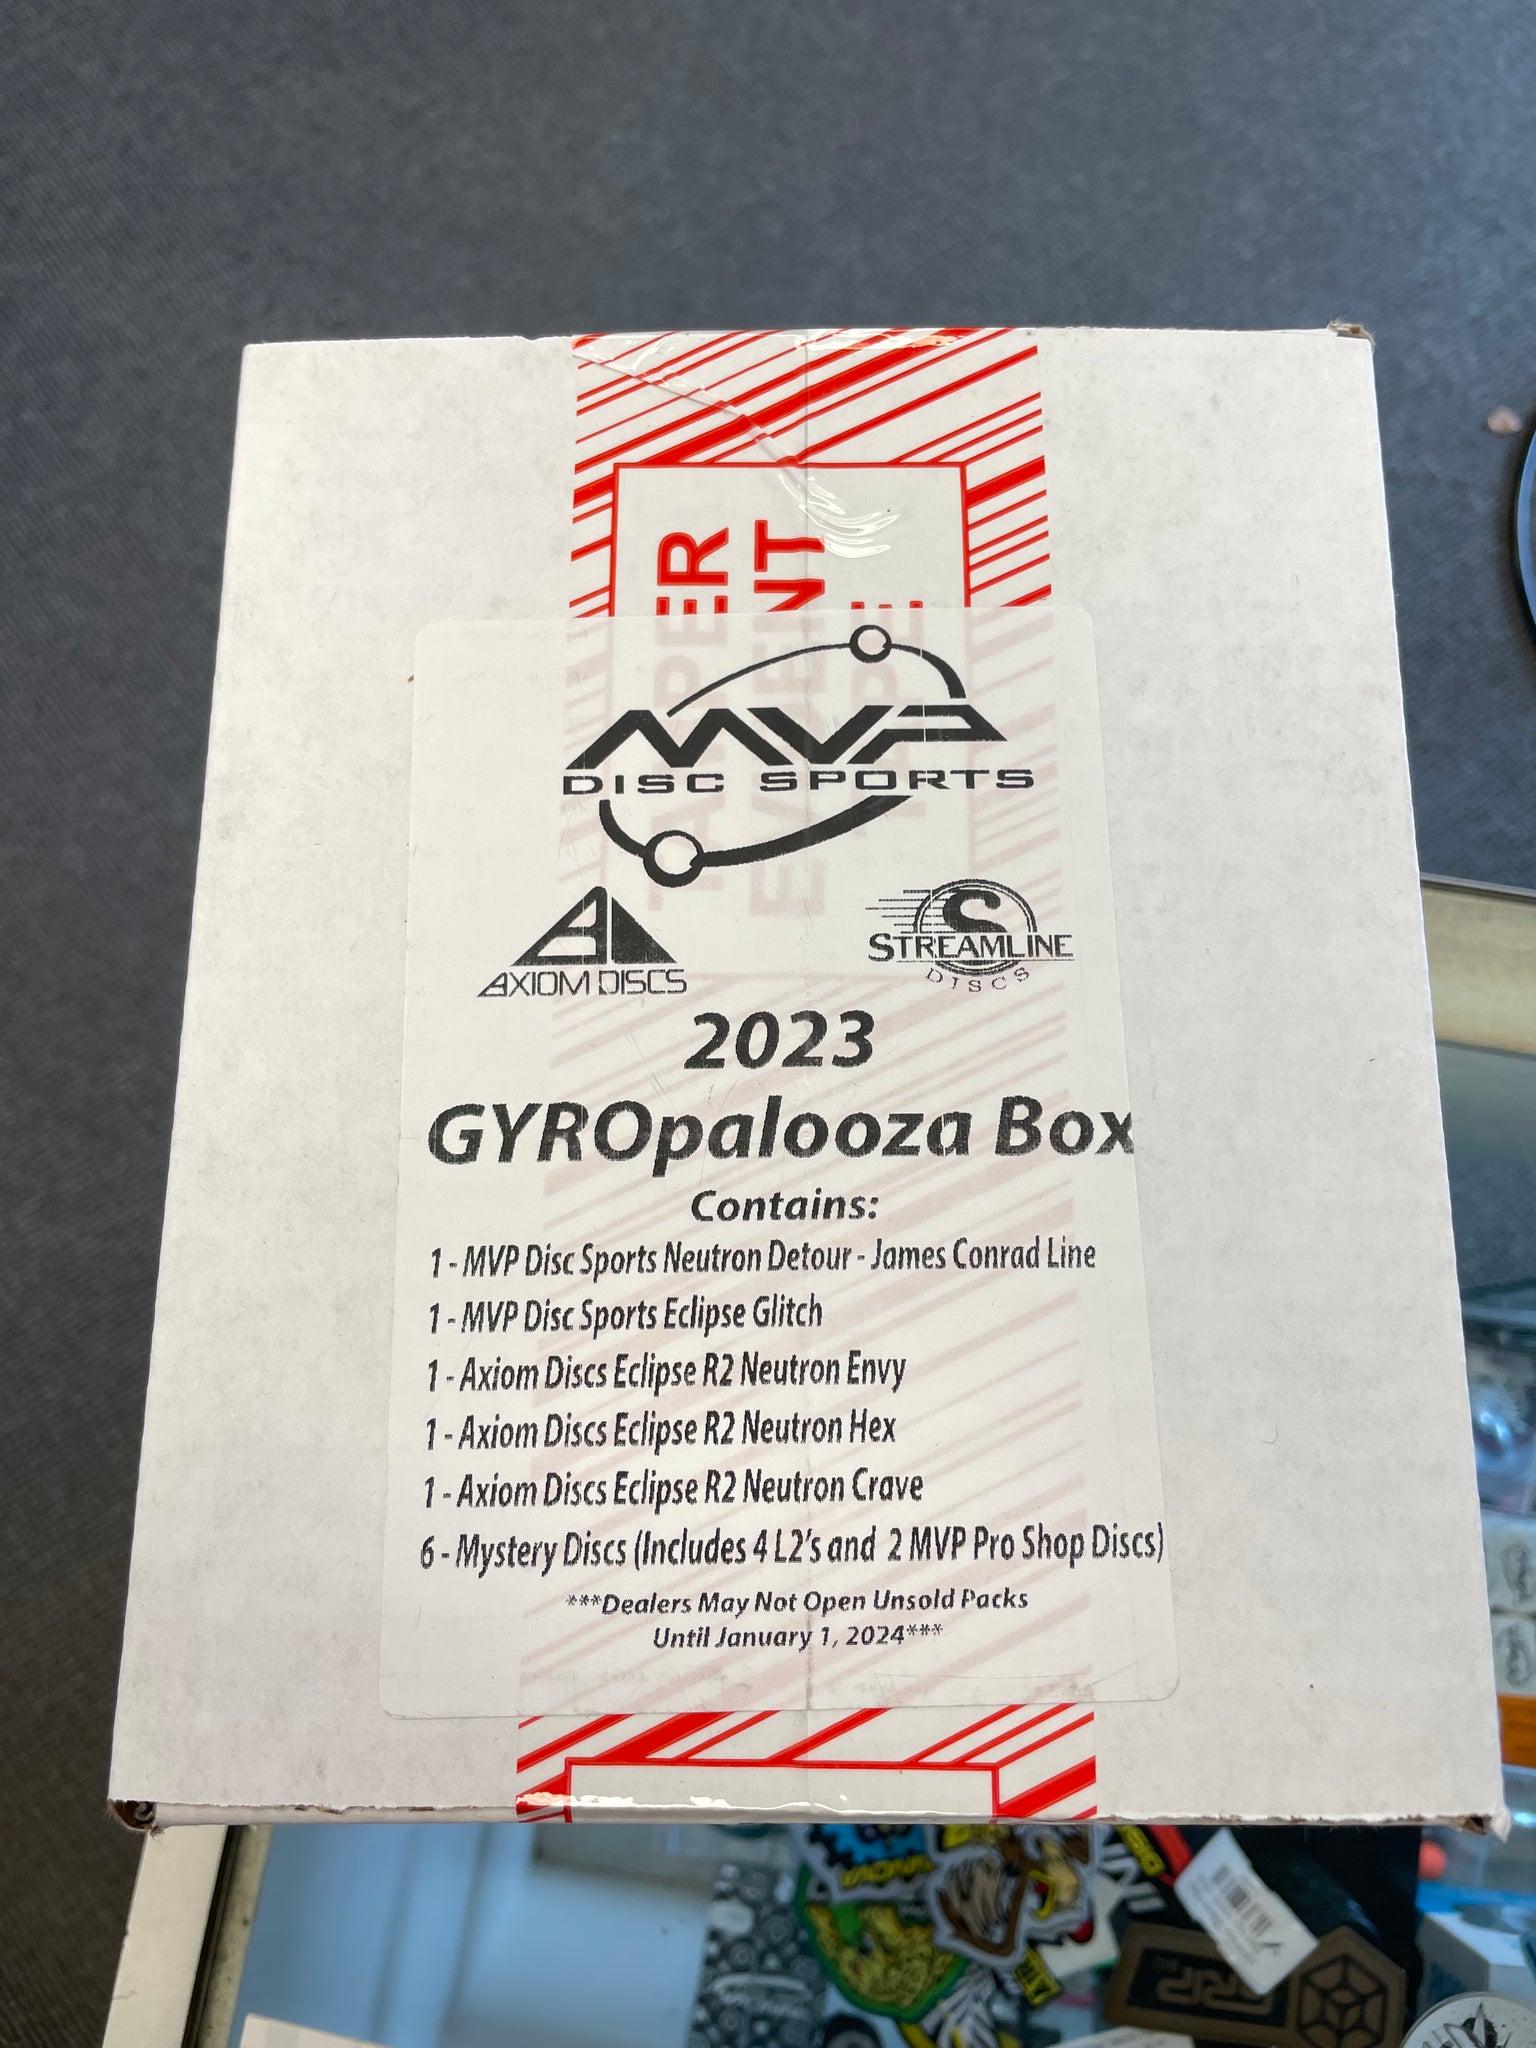 TAMPER
EVIDENT
MVP
DISC SPORTS
AXIOM DISCS
S
STREAMLINE
DISCS
2023
GYROpalooza Box
Contains:
1 - MVP Disc Sports Neutron Detour - James Conrad Line
1 - MVP Disc Sports Eclipse Glitch
1 - Axiom Discs Eclipse R2 Neutron Envy
1 - Axiom Discs Eclipse R2 Neutron Hex
1 - Axiom Discs Eclipse R2 Neutron Crave
6 - Mystery Discs (Includes 4 L2's and 2 MVP Pro Shop Discs)
***Dealers May Not Open Unsold Packs
Until January 1, 2024***
GRIP